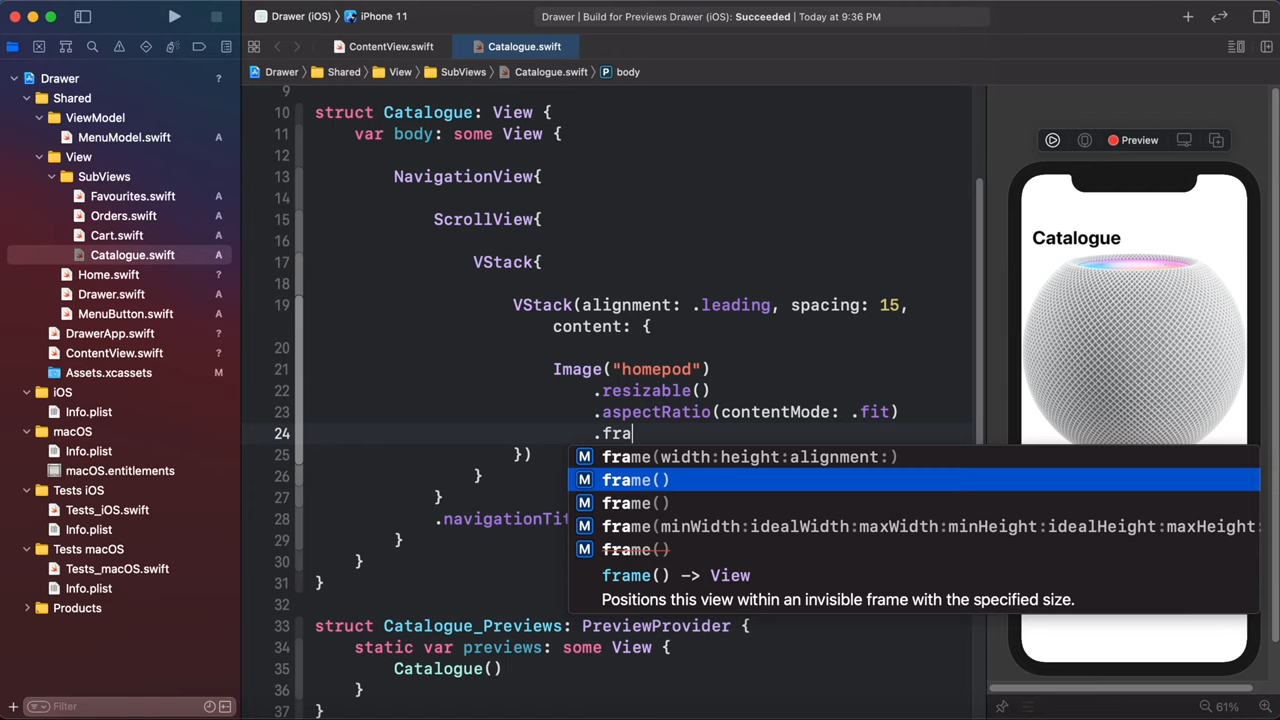 Drawer (iOS) 〉 iPhone 11
Drawer | Build for Previews Drawer (iOS): Succeeded | Today at 9:36 PM
ContentView.swift
Catalogue.swift
Drawer 〉 Shared 〉 View 〉 SubViews 〉 Catalogue.swift 〉 P body
Drawer ?
Shared
ViewModel
MenuModel.swift A
View
SubViews
Favourites.swift A
Orders.swift A
Cart.swift A
Catalogue.swift A
Home.swift ?
Drawer.swift A
MenuButton.swift A
DrawerApp.swift ?
ContentView.swift ?
Assets.xcassets M
iOS
Info.plist
macOS
Info.plist
macOS.entitlements
Tests iOS
Tests_iOS.swift
Info.plist
Tests macOS
Tests_macOS.swift
Info.plist
Products
Filter
9
10 struct Catalogue: View {
11 var body: some View {
12
13 NavigationView{
14
15 ScrollView{
16
17 VStack{
18
19 VStack(alignment: .leading, spacing: 15,
content: {
20
21 Image("homepod")
22 .resizable()
23 .aspectRatio(contentMode: .fit)
24 .fra
25 })
26 }
27 }
28 .navigationTit
29 }
30 }
31 }
32
33 struct Catalogue_Previews: PreviewProvider {
34 static var previews: some View {
35 Catalogue()
36 }
37 }
M frame(width:height:alignment:)
M frame()
M frame()
M frame(minWidth:idealWidth:maxWidth:minHeight:idealHeight:maxHeight:
M frame()
frame() -> View
Positions this view within an invisible frame with the specified size.
Preview
Catalogue
61%